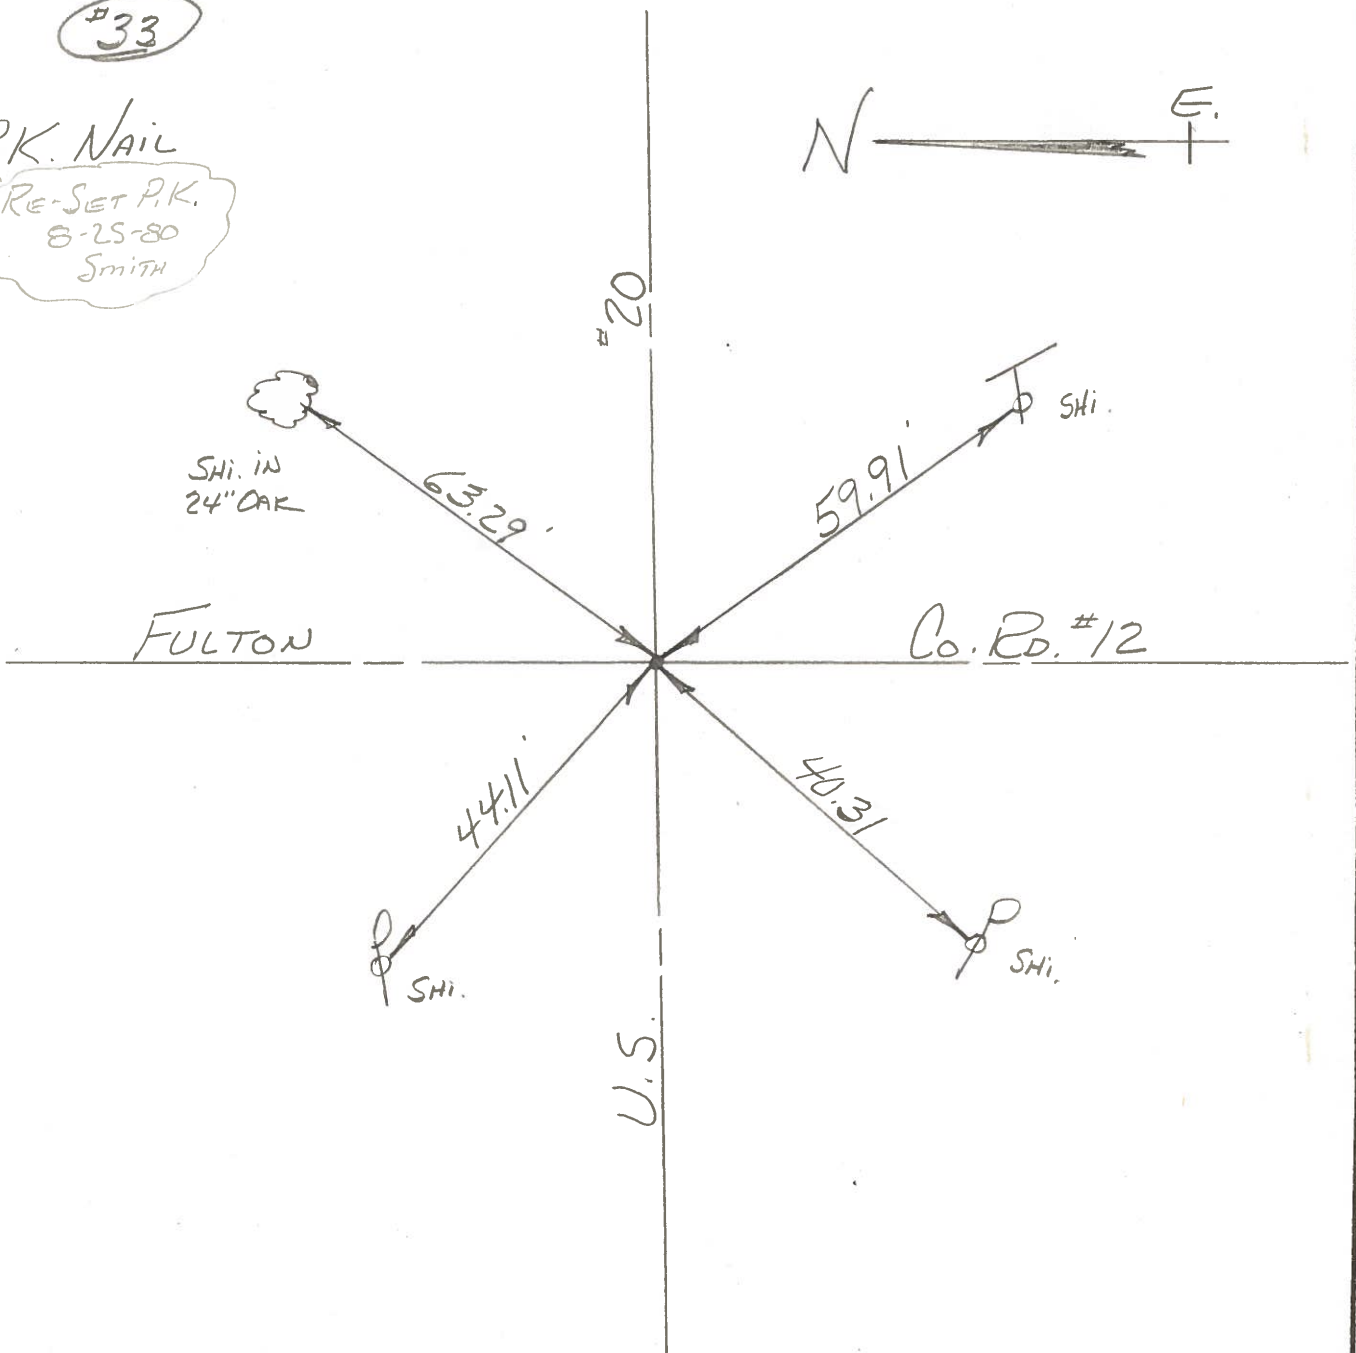 #33
P.K. NAIL
RE-SET P.K.
8-25-80
SMITH
N
E.
#20
SHI.
SHI. IN
24" OAK
63.29'
59.91'
FULTON
CO. RD. #12
44.11'
40.31
SHI.
SHI.
U.S.